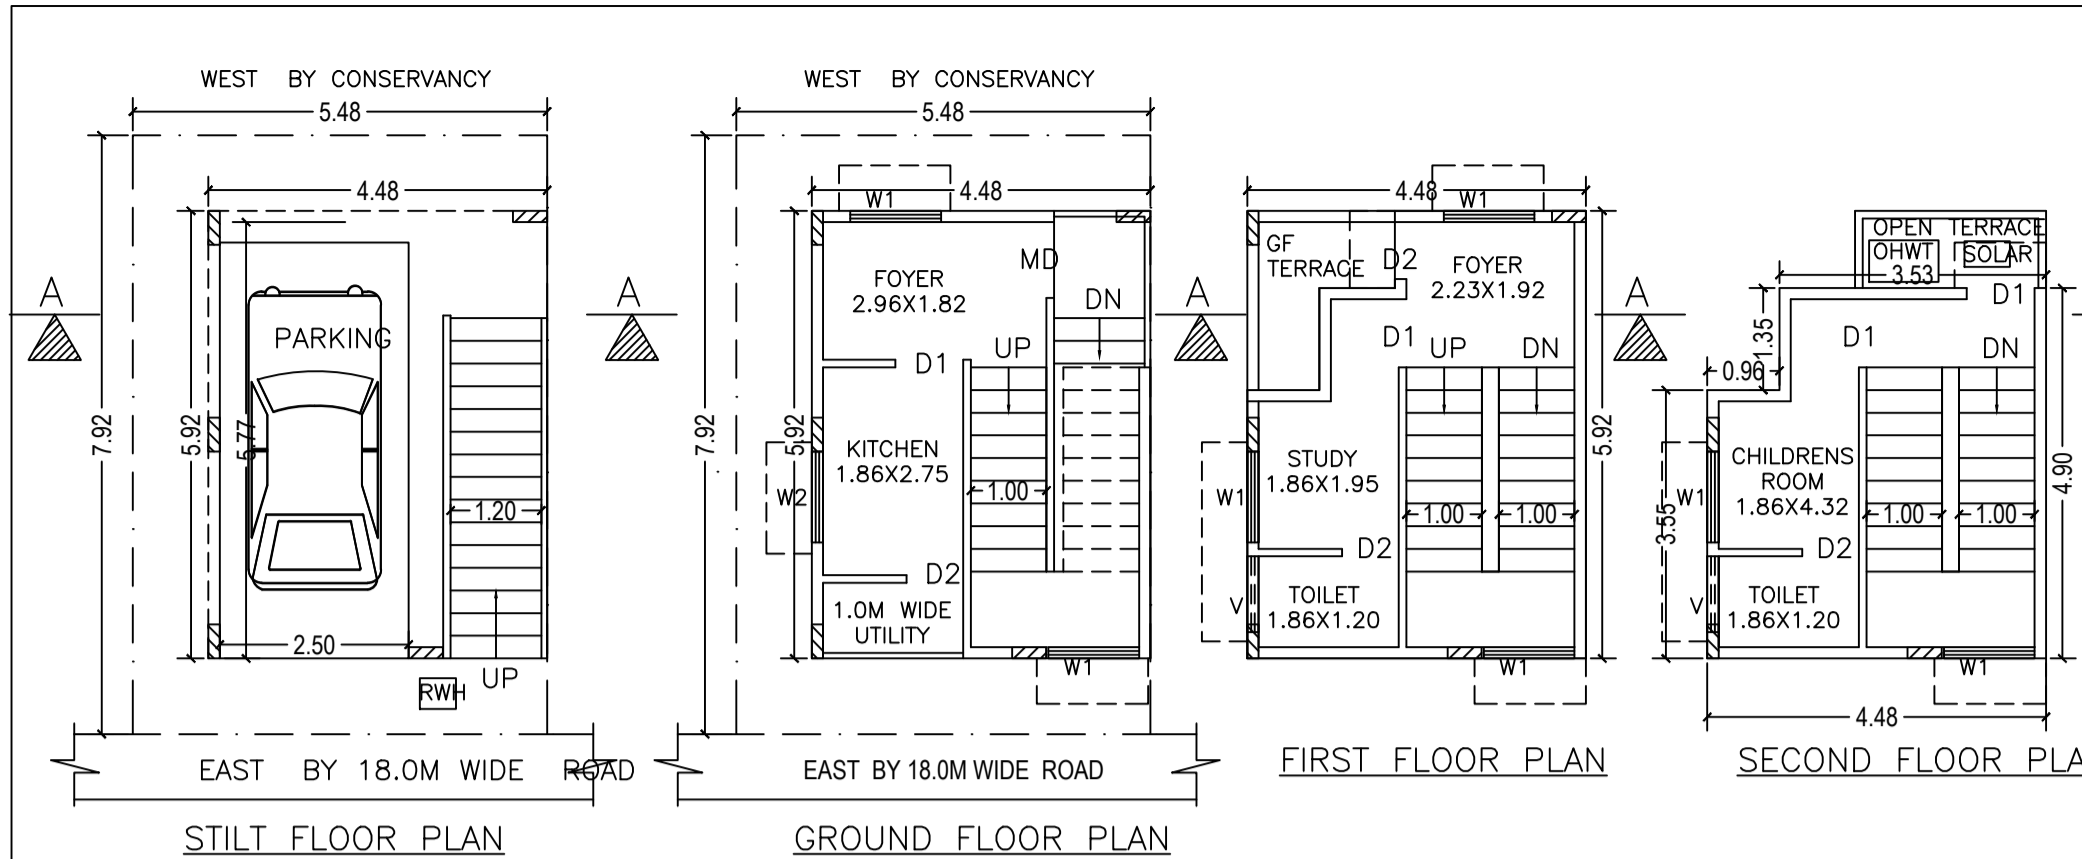 WEST BY CONSERVANCY
5.48
4.48
7.92
5.92
5.77
A
PARKING
1.20
2.50
UP
RWH
EAST BY 18.0M WIDE ROAD
STILT FLOOR PLAN
WEST BY CONSERVANCY
5.48
4.48
W1
7.92
5.92
A
MD
FOYER
2.96X1.82
DN
UP
D1
KITCHEN
1.86X2.75
1.00
W2
D2
1.0M WIDE
UTILITY
W1
EAST BY 18.0M WIDE ROAD
GROUND FLOOR PLAN
4.48
W1
GF
TERRACE
D2
FOYER
2.23X1.92
A
D1
UP
DN
5.92
STUDY
1.86X1.95
W1
1.00
1.00
D2
V
TOILET
1.86X1.20
W1
FIRST FLOOR PLAN
OPEN TERRACE
OHWT
SOLAR
3.53
A
D1
1.35
D1
0.96
DN
CHILDRENS
ROOM
1.86X4.32
W1
3.55
4.90
1.00
1.00
D2
V
TOILET
1.86X1.20
W1
4.48
SECOND FLOOR PLA